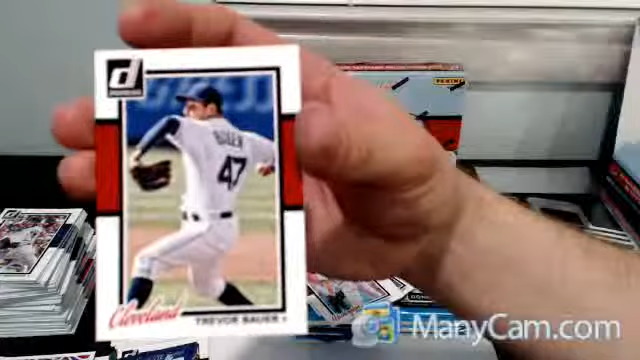 d
PANINI
BAUER
47
Cleveland
TREVOR BAUER
ManyCam.com